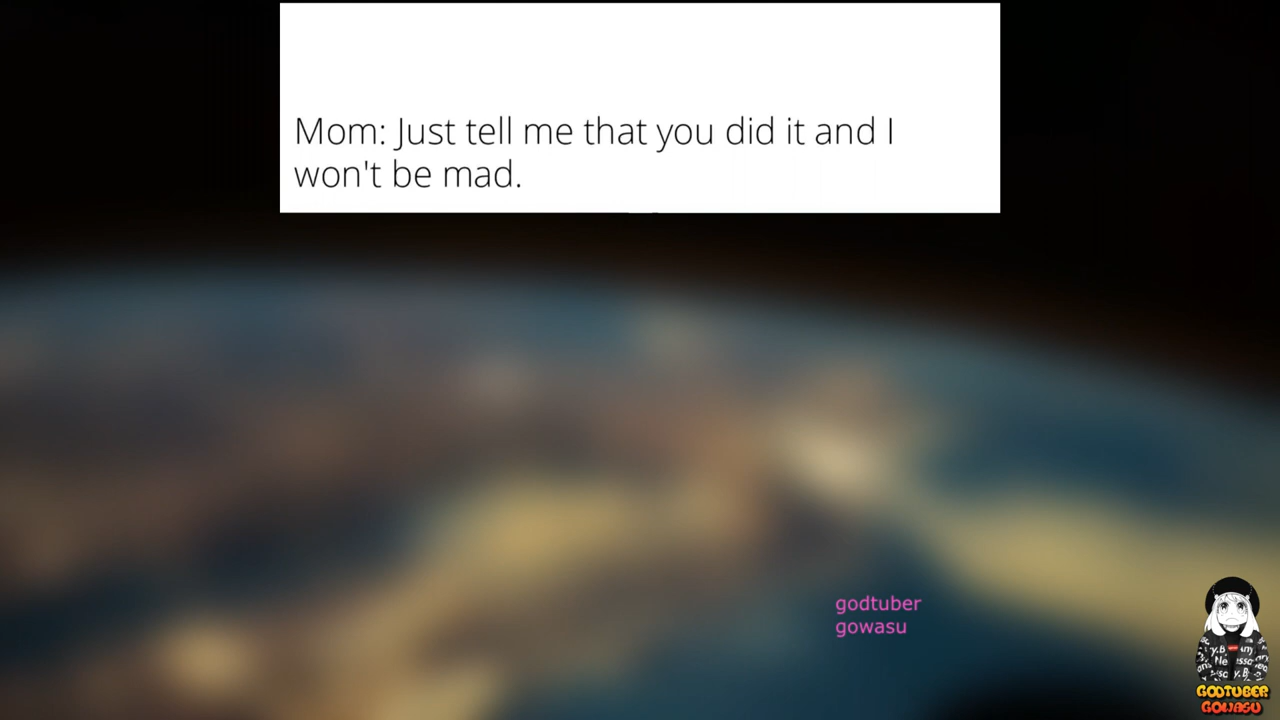 Mom: Just tell me that you did it and I
won't be mad.
godtuber
gowasu
GODTUBER
GOWASU